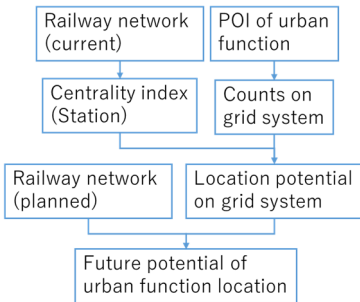 Railway network
(current)
POI of urban
function
Centrality index
(Station)
Counts on
grid system
Railway network
(planned)
Location potential
on grid system
Future potential of
urban function location